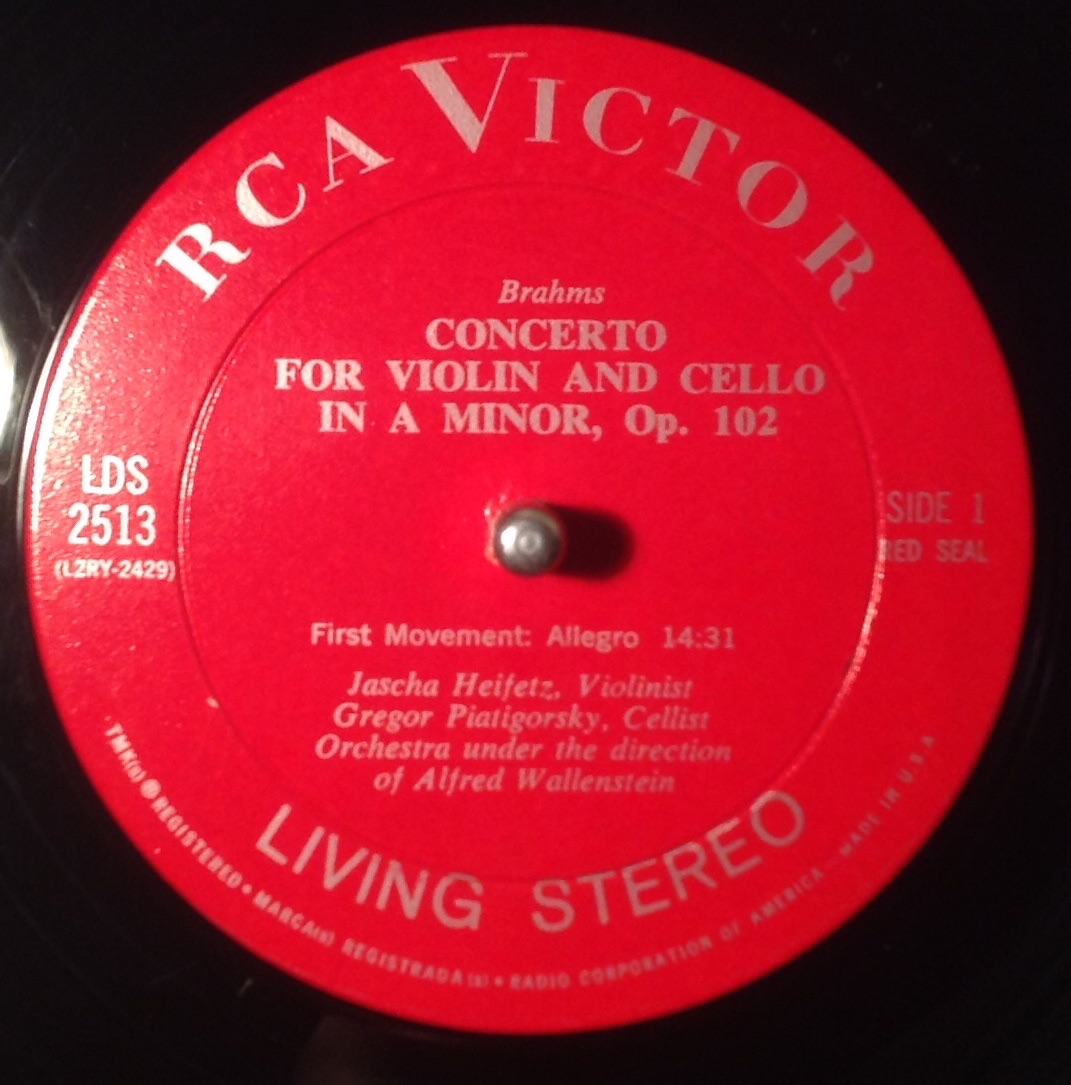 RCA VICTOR
Brahms
CONCERTO
FOR VIOLIN AND CELLO
IN A MINOR, Op. 102
LDS
2513
(L2RY-2429)
SIDE 1
RED SEAL
First Movement: Allegro 14:31
Jascha Heifetz, Violinist
Gregor Piatigorsky, Cellist
Orchestra under the direction
of Alfred Wallenstein
LIVING STEREO
TMK(s) ® REGISTERED • MARCA(s) REGISTRADA(s) • RADIO CORPORATION OF AMERICA—MADE IN U.S.A